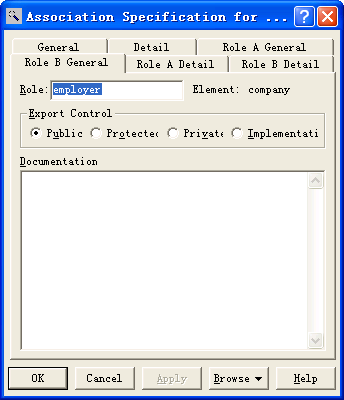 Association Specification for ...
General Detail Role A General
Role B General Role A Detail Role B Detail
Role: employer Element: company
Export Control
Public Protected Private Implementati
Documentation
OK Cancel Apply Browse Help